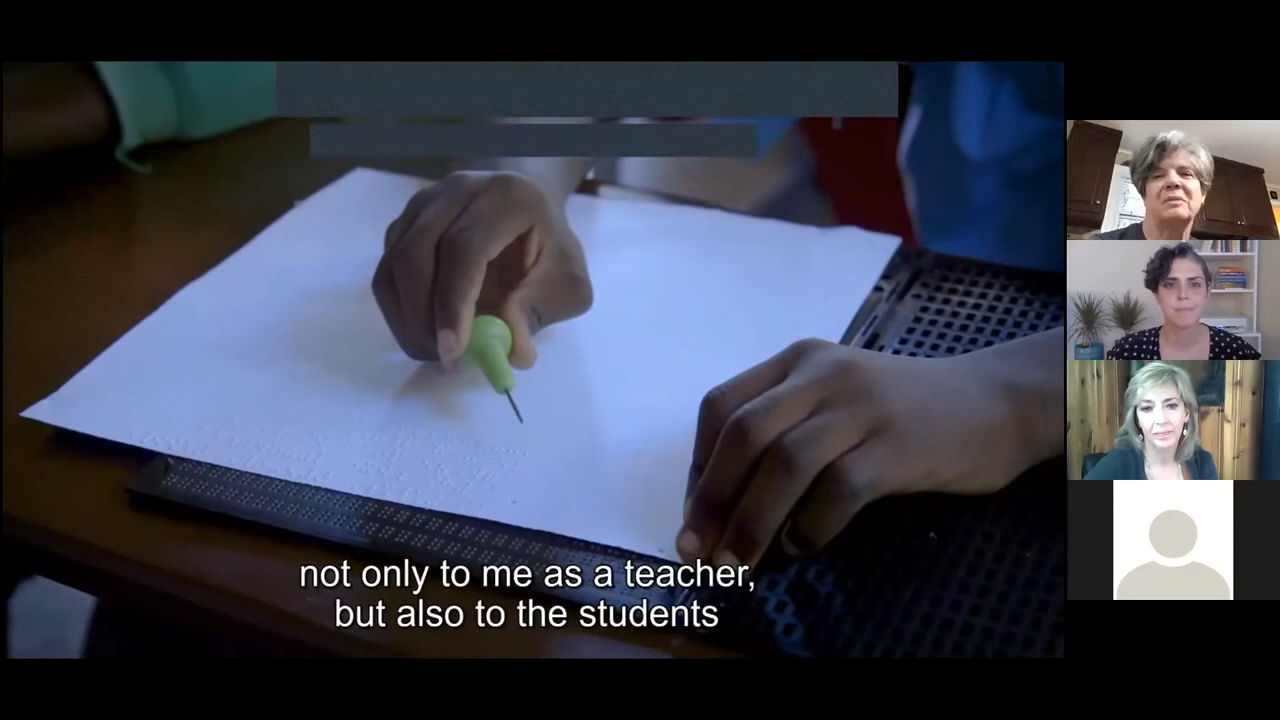 not only to me as a teacher,
but also to the students